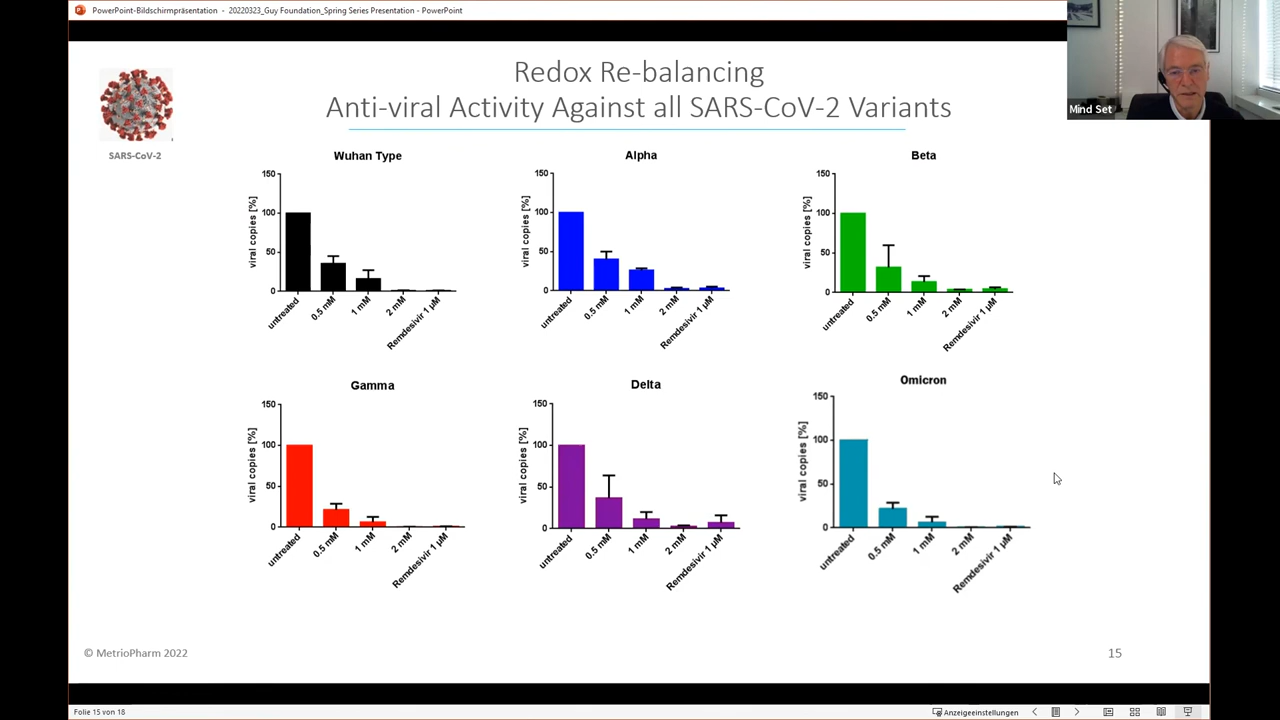 PowerPoint-Bildschirmpräsentation - 20220323_Guy Foundation_Spring Series Presentation - PowerPoint
Mind Set
Redox Re-balancing
Anti-viral Activity Against all SARS-CoV-2 Variants
SARS-CoV-2
Wuhan Type
viral copies [%]
150
100
50
0
untreated
0.5 mM
1 mM
2 mM
Remdesivir 1 µM
Alpha
viral copies [%]
150
100
50
0
untreated
0.5 mM
1 mM
2 mM
Remdesivir 1 µM
Beta
viral copies [%]
150
100
50
0
untreated
0.5 mM
1 mM
2 mM
Remdesivir 1 µM
Gamma
viral copies [%]
150
100
50
0
untreated
0.5 mM
1 mM
2 mM
Remdesivir 1 µM
Delta
viral copies [%]
150
100
50
0
untreated
0.5 mM
1 mM
2 mM
Remdesivir 1 µM
Omicron
viral copies [%]
150
100
50
0
untreated
0.5 mM
1 mM
2 mM
Remdesivir 1 µM
© MetrioPharm 2022
15
Folie 15 von 18
Anzeigeeinstellungen